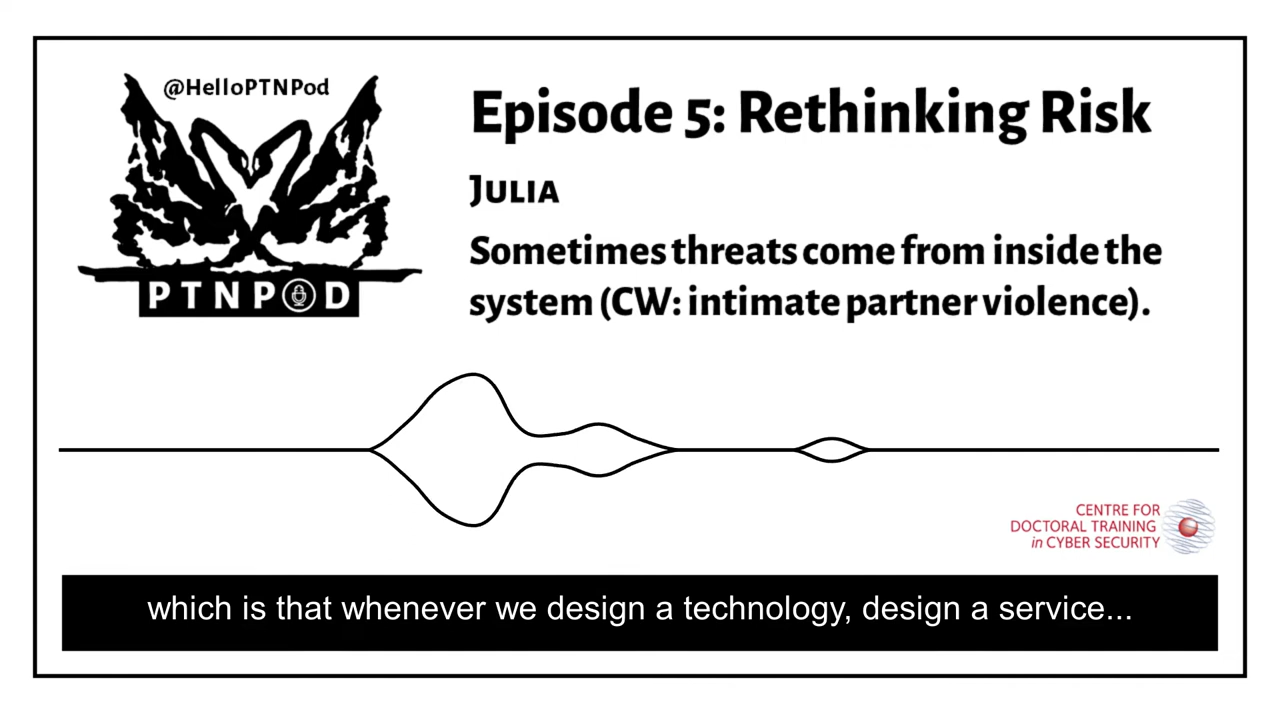 @HelloPTNPod
PTNPOD
Episode 5: Rethinking Risk
Julia
Sometimes threats come from inside the
system (CW: intimate partner violence).
CENTRE FOR
DOCTORAL TRAINING
in CYBER SECURITY
which is that whenever we design a technology, design a service...